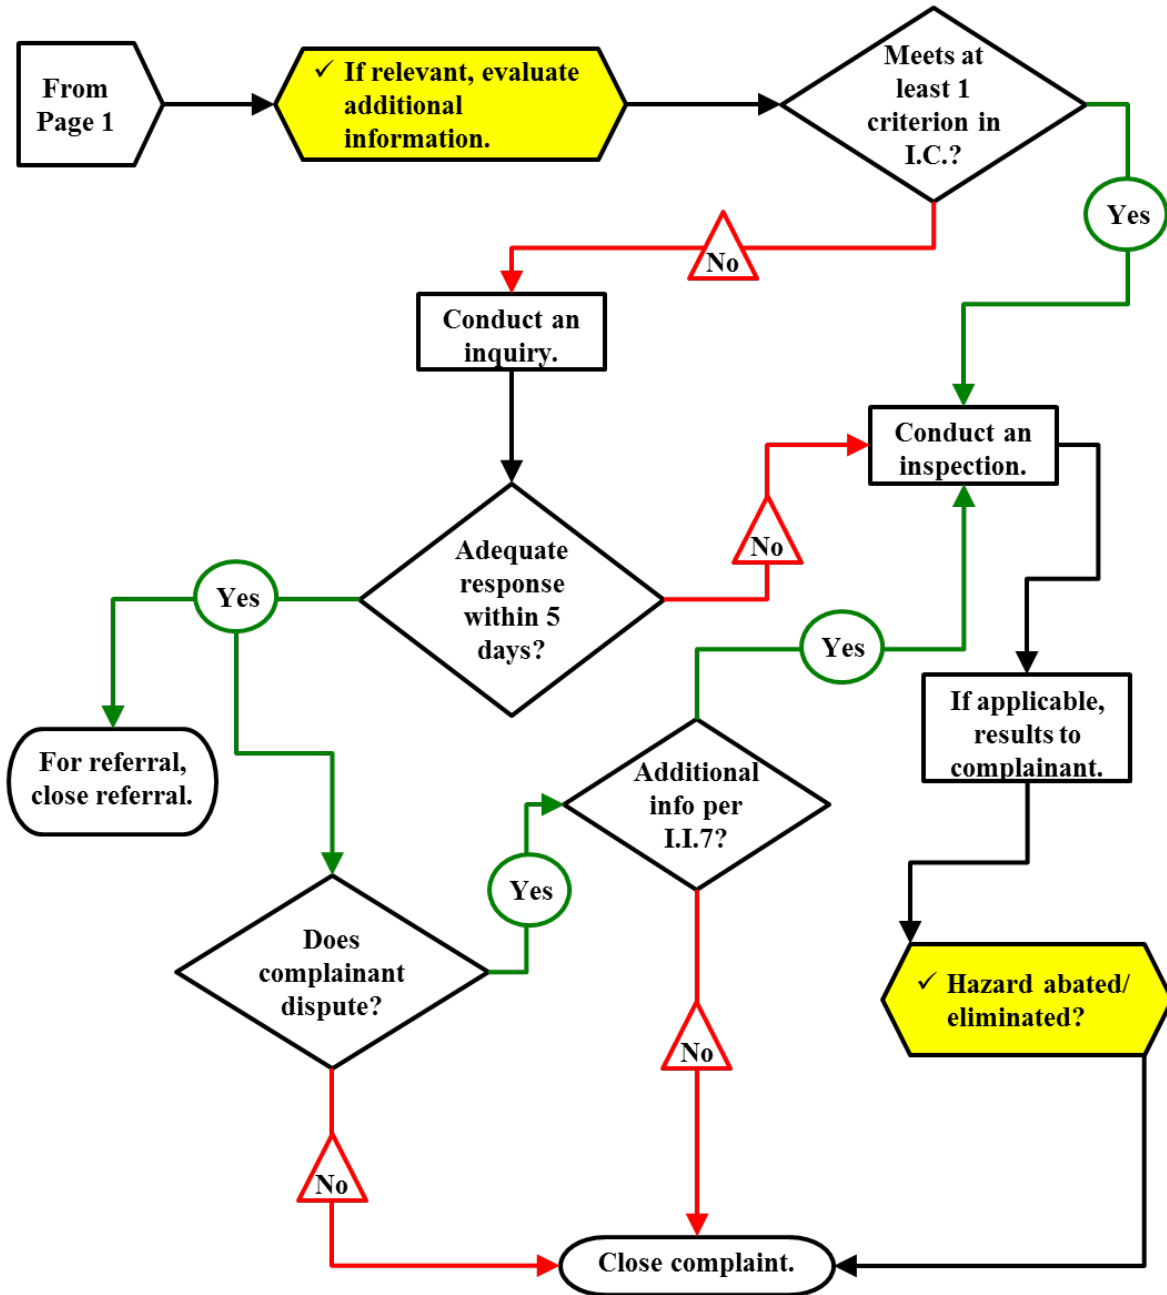 From
Page 1
✓ If relevant, evaluate
additional
information.
Meets at
least 1
criterion in
I.C.?
Yes
No
Conduct an
inquiry.
Conduct an
inspection.
No
Adequate
response
within 5
days?
Yes
Yes
If applicable,
results to
complainant.
For referral,
close referral.
Additional
info per
I.I.7?
Yes
Does
complainant
dispute?
✓ Hazard abated/
eliminated?
No
No
Close complaint.